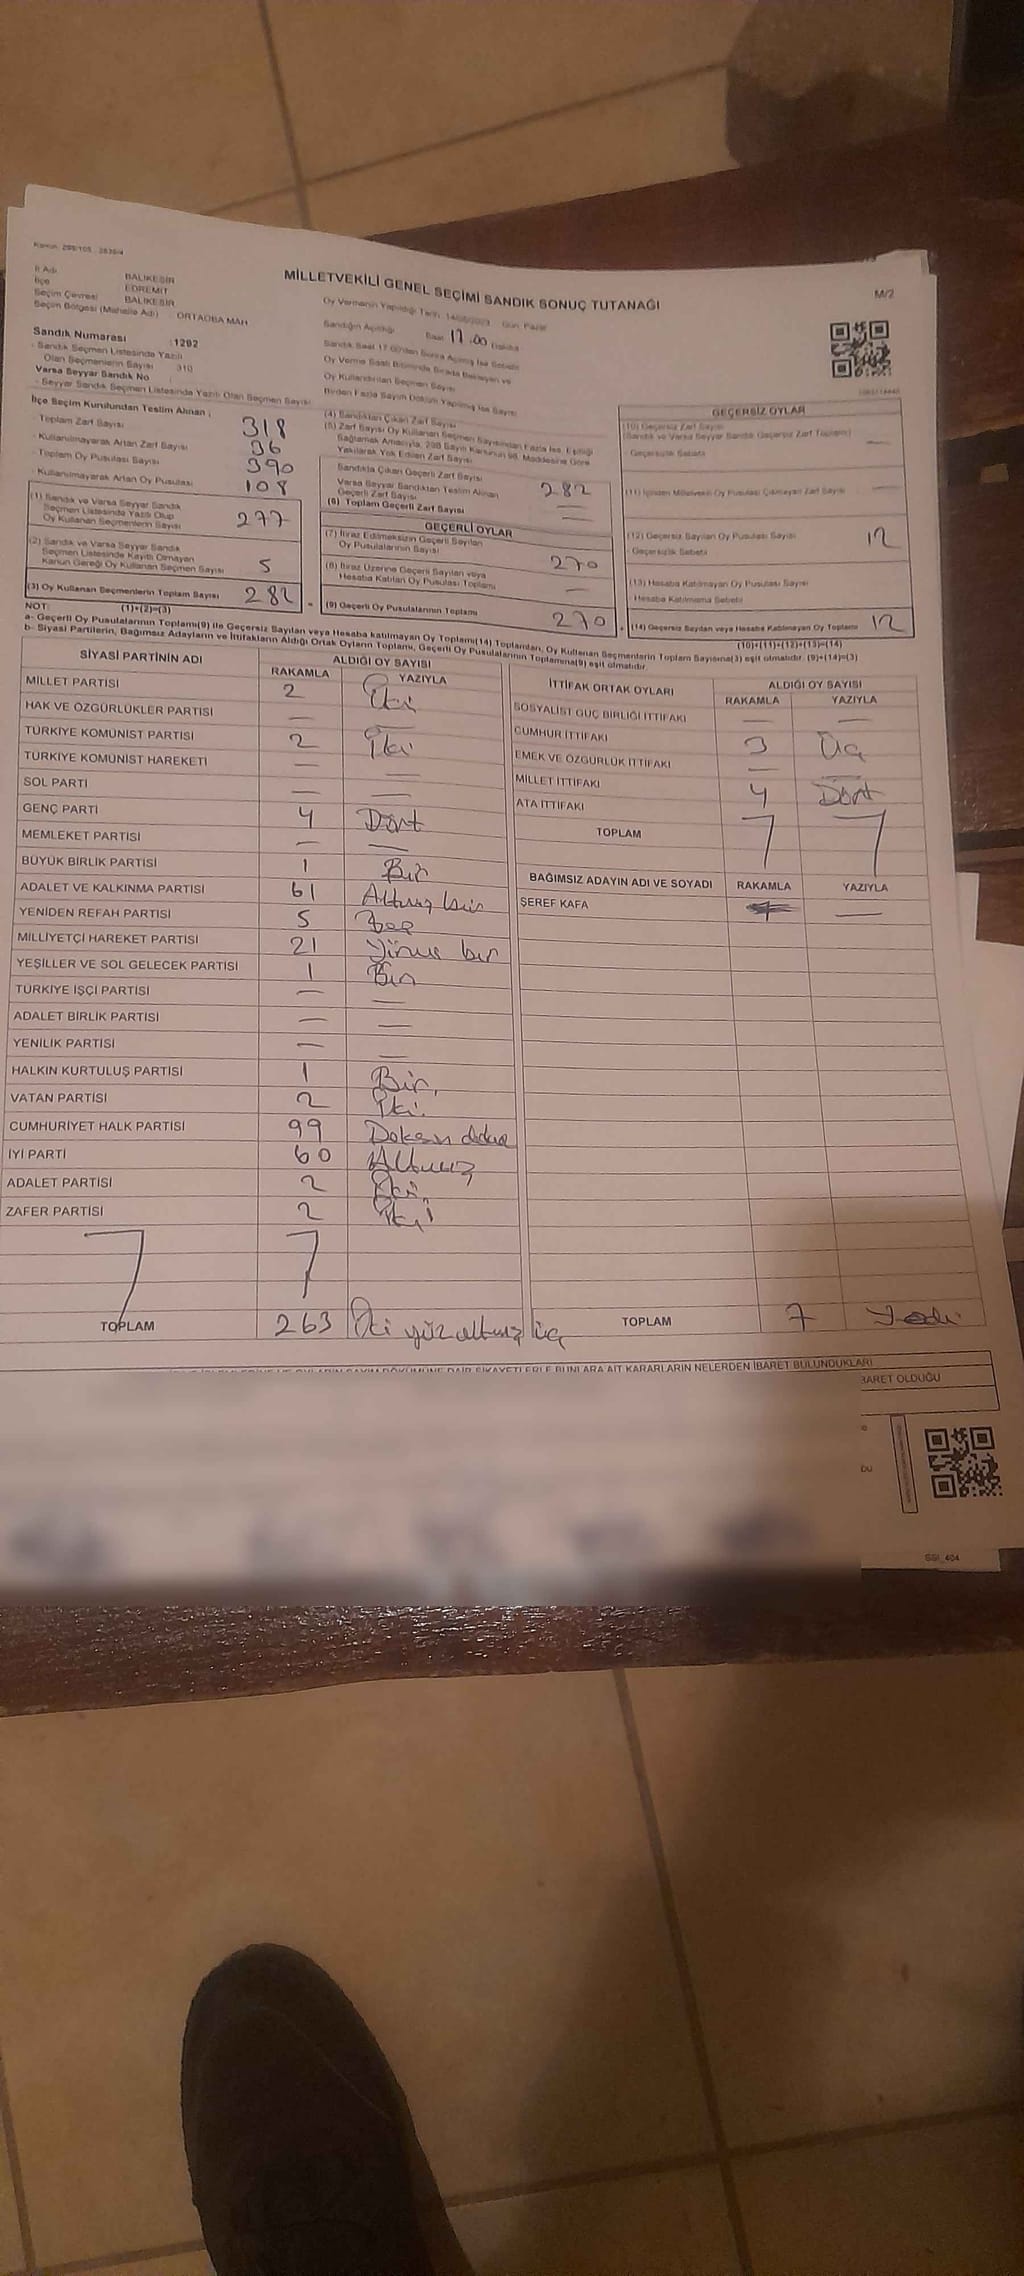 Kanun: 298/105 - 2839/4
MİLLETVEKİLİ GENEL SEÇİMİ SANDIK SONUÇ TUTANAĞI
M/2
İl Adı BALIKESİR
İlçe EDREMİT
Seçim Çevresi BALIKESİR
Seçim Bölgesi (Mahalle Adı) : ORTAOBA MAH.
Sandık Numarası :1292
- Sandık Seçmen Listesinde Yazılı
Olan Seçmenlerin Sayısı 310
Varsa Seyyar Sandık No :
- Seyyar Sandık Seçmen Listesinde Yazılı Olan Seçmen Sayısı
Oy Vermenin Yapıldığı Tarih: 14/05/2023 Gün: Pazar
Sandığın Açıldığı Saat 17.00 Dakika
Sandık Saat 17:00'den Sonra Açılmış İse Sebebi
Oy Verme Saati Bitiminde Sırada Bekleyen ve
Oy Kullandırılan Seçmen Sayısı
Birden Fazla Sayım Döküm Yapılmış İse Sayısı
İlçe Seçim Kurulundan Teslim Alınan ;
- Toplam Zarf Sayısı 318
- Kullanılmayarak Artan Zarf Sayısı 36
- Toplam Oy Pusulası Sayısı 390
- Kullanılmayarak Artan Oy Pusulası 108
(1) Sandık ve Varsa Seyyar Sandık
Seçmen Listesinde Yazılı Olup
Oy Kullanan Seçmenlerin Sayısı 277
(2) Sandık ve Varsa Seyyar Sandık
Seçmen Listesinde Kayıtlı Olmayan
Kanun Gereği Oy Kullanan Seçmen Sayısı 5
(3) Oy Kullanan Seçmenlerin Toplam Sayısı 282
(1)+(2)=(3)
(4) Sandıktan Çıkan Zarf Sayısı
(5) Zarf Sayısı Oy Kullanan Seçmen Sayısından Fazla İse, Eşitliği
Sağlamak Amacıyla, 298 Sayılı Kanunun 98. Maddesine Göre
Yakılarak Yok Edilen Zarf Sayısı
Sandıkta Çıkan Geçerli Zarf Sayısı 282
Varsa Seyyar Sandıktan Teslim Alınan
Geçerli Zarf Sayısı —
(6) Toplam Geçerli Zarf Sayısı —
GEÇERLİ OYLAR
(7) İtiraz Edilmeksizin Geçerli Sayılan
Oy Pusulalarının Sayısı 270
(8) İtiraz Üzerine Geçerli Sayılan veya
Hesaba Katılan Oy Pusulası Toplamı —
(9) Geçerli Oy Pusulalarının Toplamı 270
GEÇERSİZ OYLAR
(10) Geçersiz Zarf Sayısı
(Sandık ve Varsa Seyyar Sandık Geçersiz Zarf Toplamı) —
Geçersizlik Sebebi
(11) İçinden Milletvekili Oy Pusulası Çıkmayan Zarf Sayısı —
(12) Geçersiz Sayılan Oy Pusulası Sayısı 12
- Geçersizlik Sebebi
(13) Hesaba Katılmayan Oy Pusulası Sayısı
- Hesaba Katılmama Sebebi
(14) Geçersiz Sayılan veya Hesaba Katılmayan Oy Toplamı 12
(10)+(11)+(12)+(13)=(14)
NOT:
a- Geçerli Oy Pusulalarının Toplamı(9) ile Geçersiz Sayılan veya Hesaba katılmayan Oy Toplamı(14) Toplamları, Oy Kullanan Seçmenlerin Toplam Sayısına(3) eşit olmalıdır. (9)+(14)=(3)
b- Siyasi Partilerin, Bağımsız Adayların ve İttifakların Aldığı Ortak Oyların Toplamı, Geçerli Oy Pusulalarının Toplamına(9) eşit olmalıdır.
SİYASİ PARTİNİN ADI ALDIĞI OY SAYISI
RAKAMLA YAZIYLA
MİLLET PARTİSİ 2 İki
HAK VE ÖZGÜRLÜKLER PARTİSİ — —
TÜRKİYE KOMÜNİST PARTİSİ 2 İki
TÜRKİYE KOMÜNİST HAREKETİ — —
SOL PARTİ — —
GENÇ PARTİ 4 Dört
MEMLEKET PARTİSİ — —
BÜYÜK BİRLİK PARTİSİ 1 Bir
ADALET VE KALKINMA PARTİSİ 61 Altmış bir
YENİDEN REFAH PARTİSİ 5 Beş
MİLLİYETÇİ HAREKET PARTİSİ 21 Yirmi bir
YEŞİLLER VE SOL GELECEK PARTİSİ 1 Bir
TÜRKİYE İŞÇİ PARTİSİ — —
ADALET BİRLİK PARTİSİ — —
YENİLİK PARTİSİ — —
HALKIN KURTULUŞ PARTİSİ 1 Bir
VATAN PARTİSİ 2 İki
CUMHURİYET HALK PARTİSİ 99 Doksan dokuz
İYİ PARTİ 60 Altmış
ADALET PARTİSİ 2 İki
ZAFER PARTİSİ 2 İki
TOPLAM 263 İki yüz altmış üç
İTTİFAK ORTAK OYLARI ALDIĞI OY SAYISI
RAKAMLA YAZIYLA
SOSYALİST GÜÇ BİRLİĞİ İTTİFAKI — —
CUMHUR İTTİFAKI 3 Üç
EMEK VE ÖZGÜRLÜK İTTİFAKI — —
MİLLET İTTİFAKI 4 Dört
ATA İTTİFAKI
TOPLAM 7 7
BAĞIMSIZ ADAYIN ADI VE SOYADI RAKAMLA YAZIYLA
ŞEREF KAFA —
TOPLAM 7 Yedi
SAYIM DÖKÜMÜNE DAİR ŞİKAYETLERLE BUNLARA AİT KARARLARIN NELERDEN İBARET BULUNDUKLARI
BARET OLDUĞU
SSİ_404